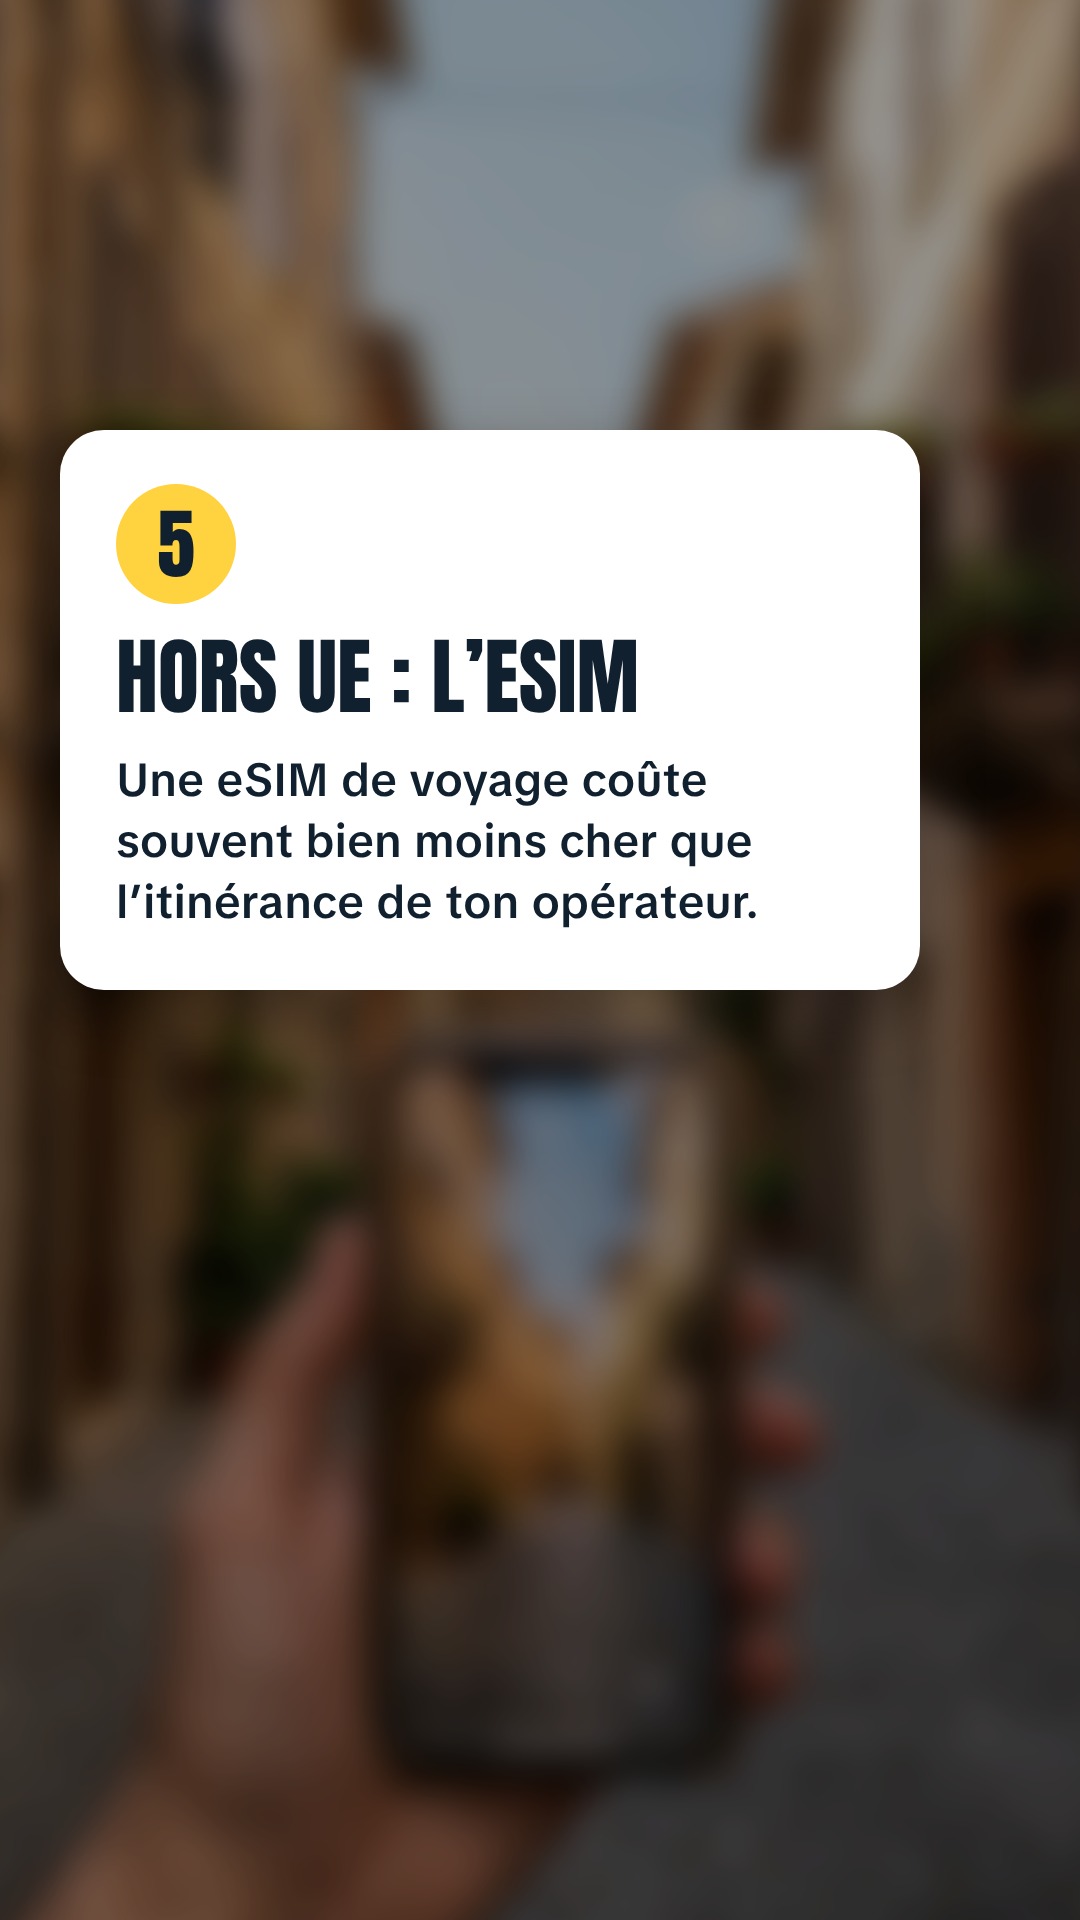 5
HORS UE : L’ESIM
Une eSIM de voyage coûte
souvent bien moins cher que
l’itinérance de ton opérateur.